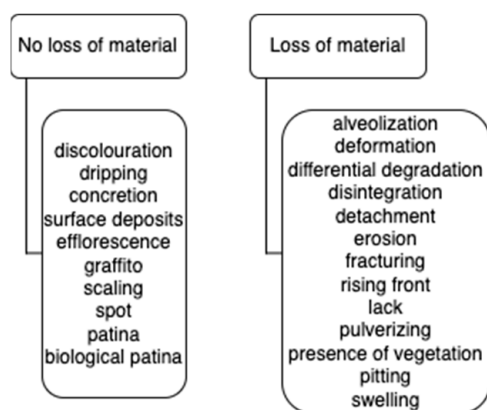 No loss of material
discolouration
dripping
concretion
surface deposits
efflorescence
graffito
scaling
spot
patina
biological patina
Loss of material
alveolization
deformation
differential degradation
disintegration
detachment
erosion
fracturing
rising front
lack
pulverizing
presence of vegetation
pitting
swelling